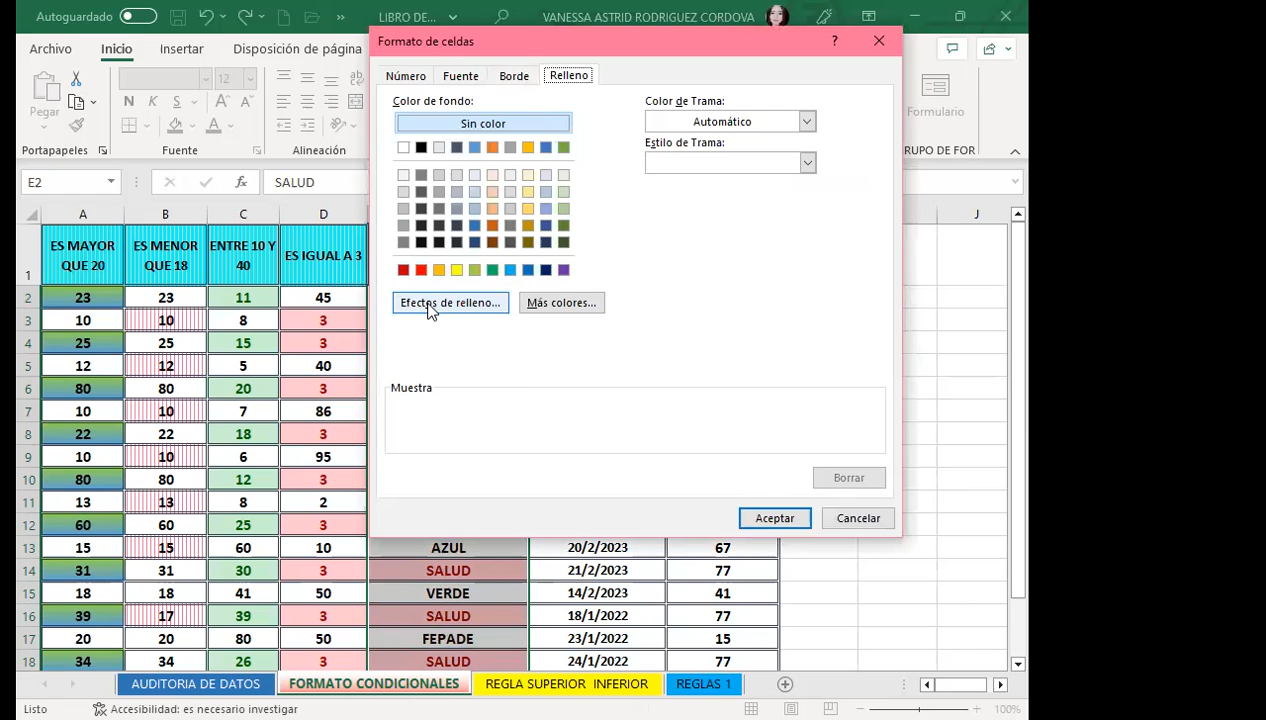 Autoguardado
LIBRO DE...
VANESSA ASTRID RODRIGUEZ CORDOVA
Archivo
Inicio
Insertar
Disposición de página
Pegar
Portapapeles
12
N K S
Fuente
Alineación
Formulario
RUPO DE FOR
E2
SALUD
Formato de celdas
Número
Fuente
Borde
Relleno
Color de fondo:
Sin color
Efectos de relleno...
Más colores...
Color de Trama:
Automático
Estilo de Trama:
Muestra
Borrar
Aceptar
Cancelar
A B C D J
1 ES MAYOR QUE 20 ES MENOR QUE 18 ENTRE 10 Y 40 ES IGUAL A 3
2 23 23 11 45
3 10 10 8 3
4 25 25 15 3
5 12 12 5 40
6 80 80 20 3
7 10 10 7 86
8 22 22 18 3
9 10 10 6 95
10 80 80 12 3
11 13 13 8 2
12 60 60 25 3
13 15 15 60 10 AZUL 20/2/2023 67
14 31 31 30 3 SALUD 21/2/2023 77
15 18 18 41 50 VERDE 14/2/2023 41
16 39 17 39 3 SALUD 18/1/2022 77
17 20 20 80 50 FEPADE 23/1/2022 15
18 34 34 26 3 SALUD 24/1/2022 77
AUDITORIA DE DATOS
FORMATO CONDICIONALES
REGLA SUPERIOR INFERIOR
REGLAS 1
Listo
Accesibilidad: es necesario investigar
100%